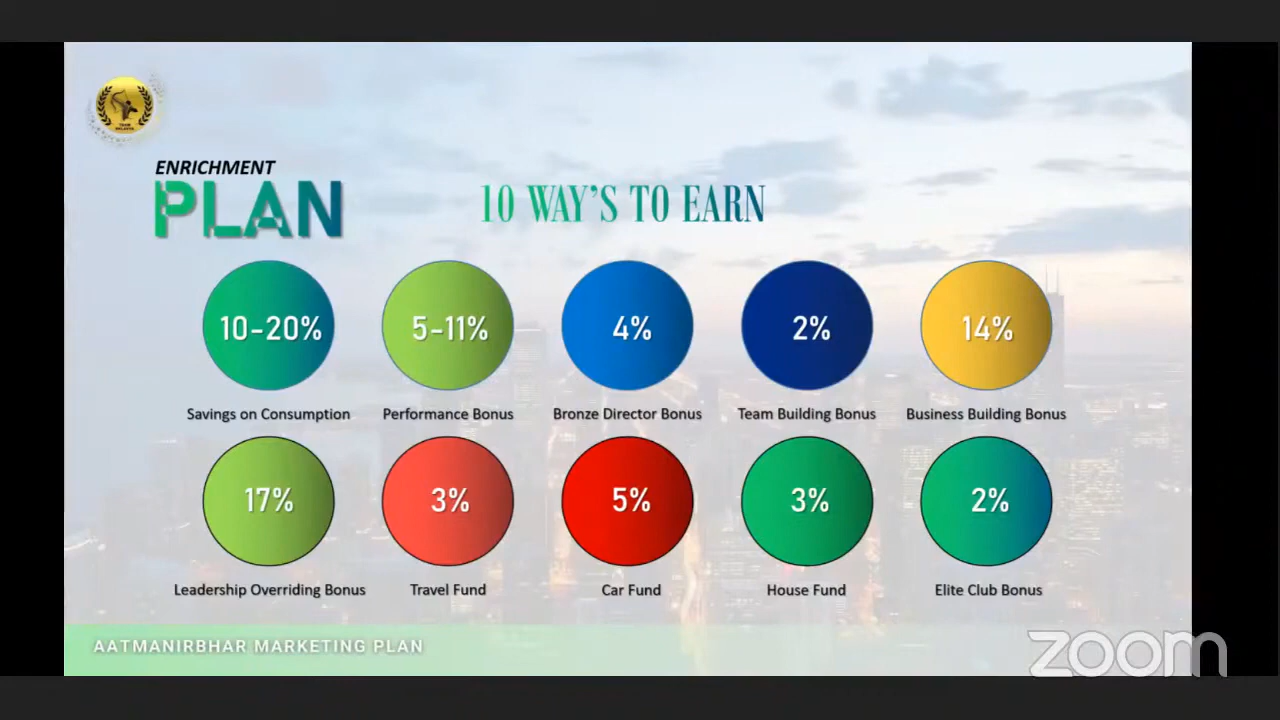 ENRICHMENT
PLAN
10 WAY'S TO EARN
10-20%
5-11%
4%
2%
14%
Savings on Consumption
Performance Bonus
Bronze Director Bonus
Team Building Bonus
Business Building Bonus
17%
3%
5%
3%
2%
Leadership Overriding Bonus
Travel Fund
Car Fund
House Fund
Elite Club Bonus
AATMANIRBHAR MARKETING PLAN
zoom